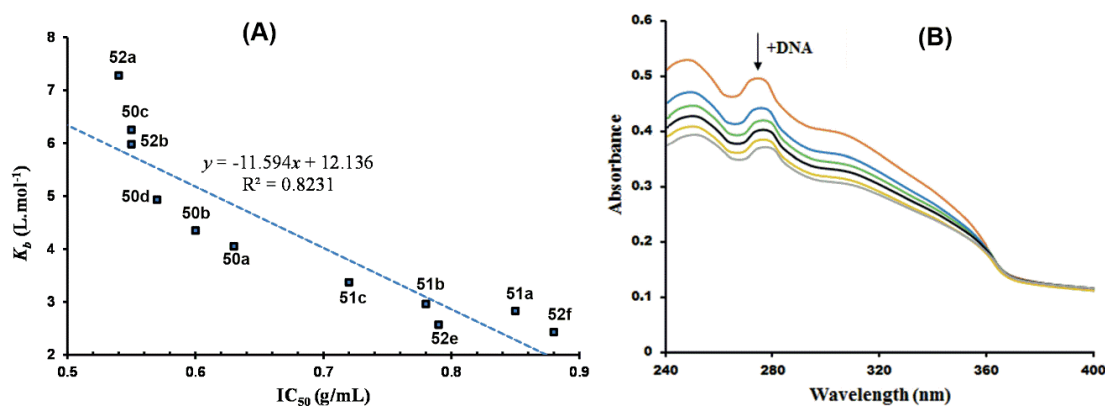 (A)
8
7
6
5
4
3
2
K_b (L.mol⁻¹)
52a
50c
52b
50d
50b
50a
51c
51b
52e
51a
52f
y = -11.594x + 12.136
R² = 0.8231
0.5 0.6 0.7 0.8 0.9
IC₅₀ (g/mL)
(B)
+DNA
0.6
0.5
0.4
0.3
0.2
0.1
0
Absorbance
240 280 320 360 400
Wavelength (nm)